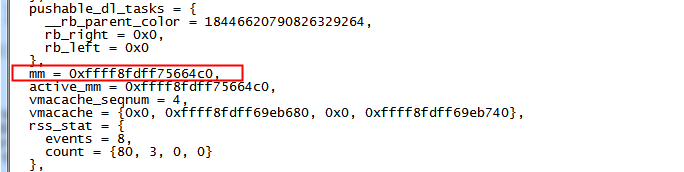 pushable_dl_tasks = {
__rb_parent_color = 18446620790826329264,
rb_right = 0x0,
rb_left = 0x0
},
mm = 0xffff8fdff75664c0,
active_mm = 0xffff8fdff75664c0,
vmacache_seqnum = 4,
vmacache = {0x0, 0xffff8fdff69eb680, 0x0, 0xffff8fdff69eb740},
rss_stat = {
events = 8,
count = {80, 3, 0, 0}
},